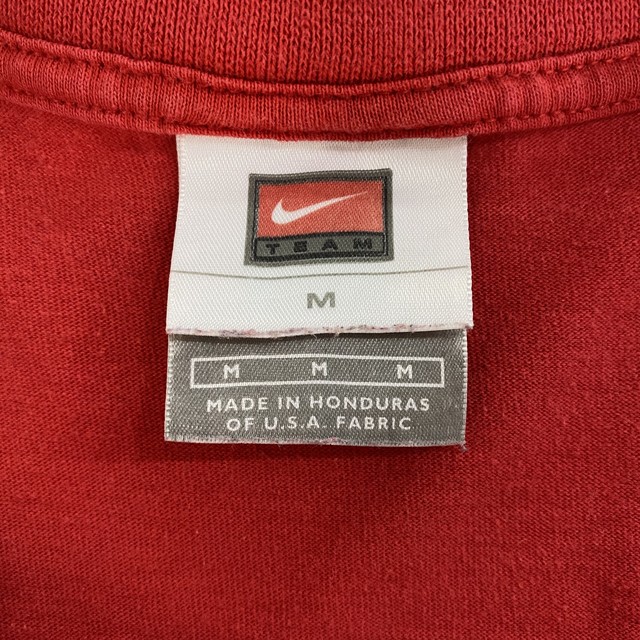 TEAM
M
M M M
MADE IN HONDURAS
OF U.S.A. FABRIC